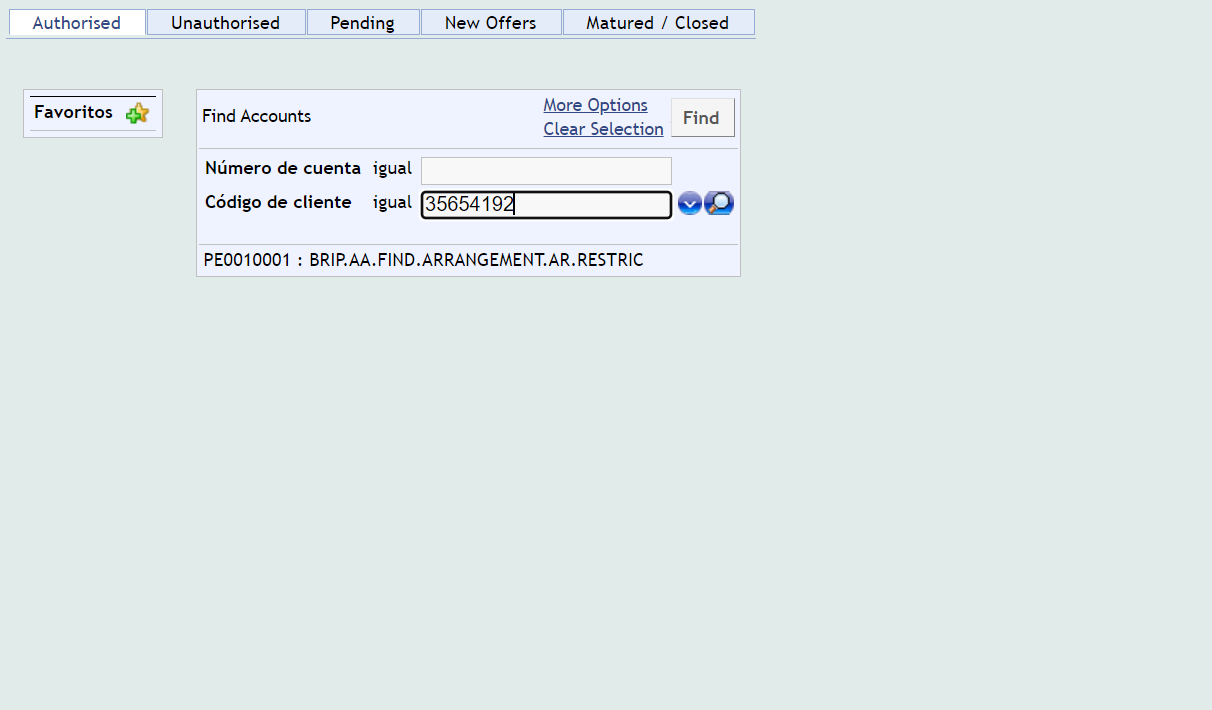 Authorised Unauthorised Pending New Offers Matured / Closed
Favoritos
Find Accounts
More Options
Clear Selection
Find
Número de cuenta igual
Código de cliente igual 35654192
PE0010001 : BRIP.AA.FIND.ARRANGEMENT.AR.RESTRIC